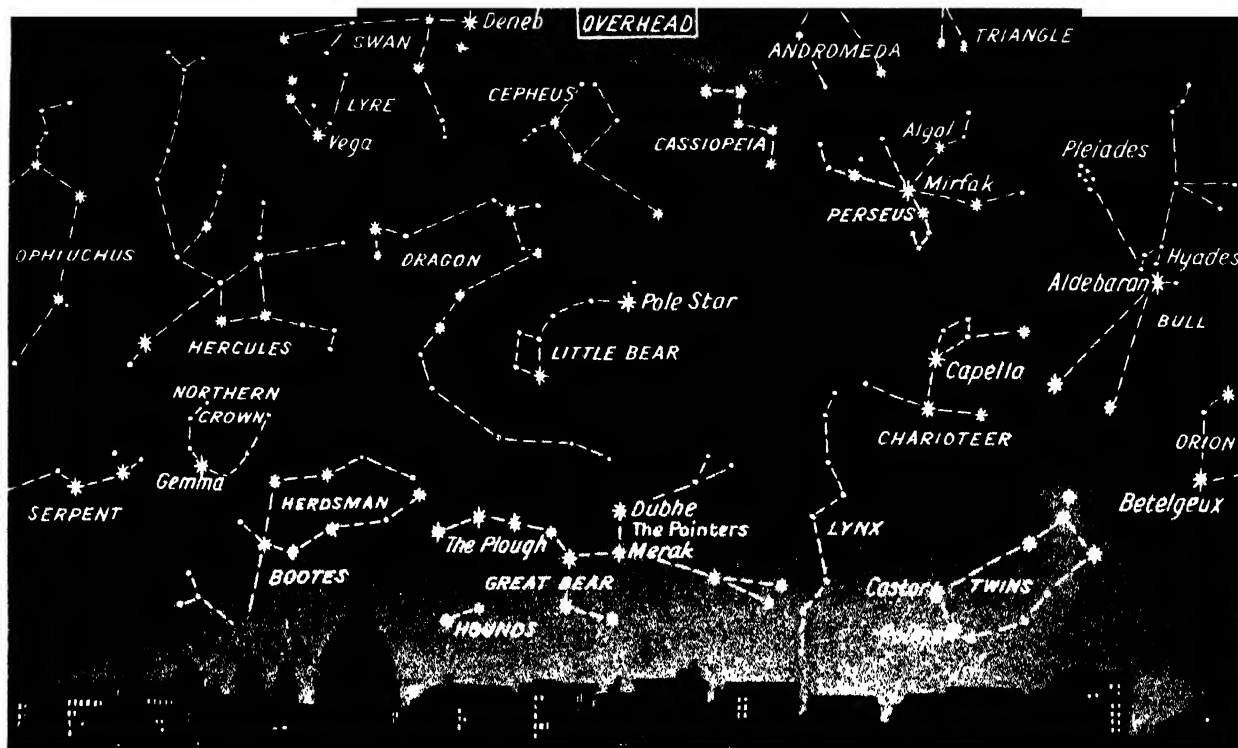 Deneb
OVERHEAD
SWAN
ANDROMEDA
TRIANGLE
CEPHEUS
LYRE
Vega
CASSIOPEIA
Algol
Pleiades
Mirfak
PERSEUS
OPHIUCHUS
DRAGON
Hyades
Aldebaran
Pole Star
BULL
HERCULES
LITTLE BEAR
Capella
NORTHERN
CROWN
CHARIOTEER
ORION
Gemma
HERDSMAN
SERPENT
Dubhe
Betelgeux
The Pointers
LYNX
The Plough
Merak
BOOTES
GREAT BEAR
Castor
TWINS
HOUNDS